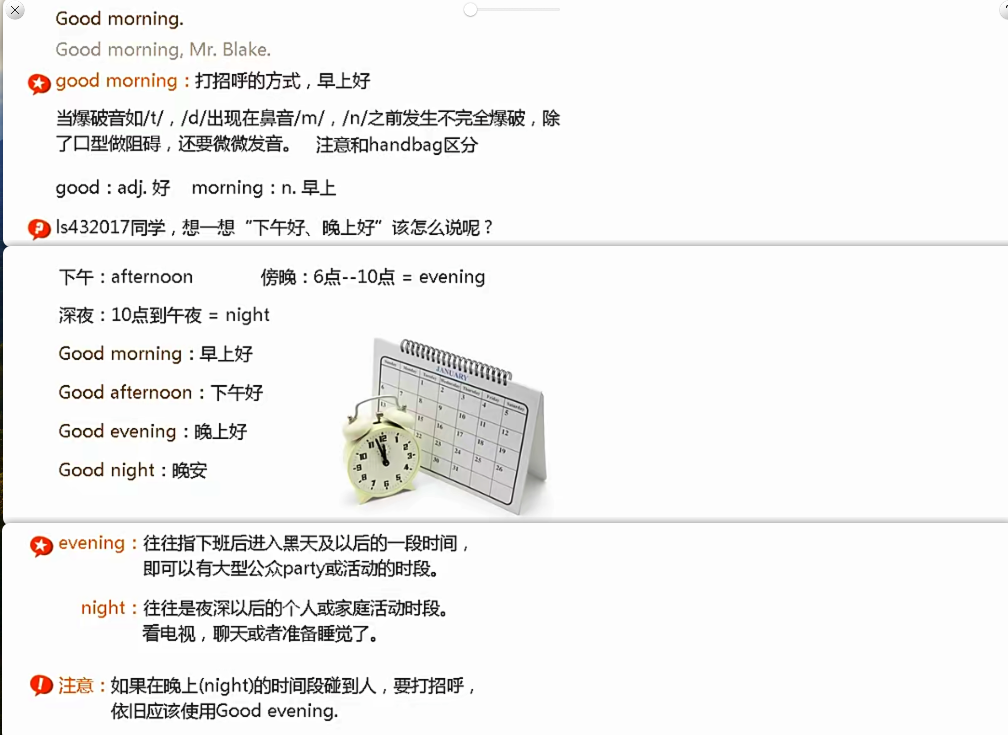 Good morning.
Good morning, Mr. Blake.
good morning：打招呼的方式，早上好
当爆破音如/t/，/d/出现在鼻音/m/，/n/之前发生不完全爆破，除
了口型做阻碍，还要微微发音。 注意和handbag区分
good：adj. 好 morning：n. 早上
ls432017同学，想一想“下午好、晚上好”该怎么说呢？
下午：afternoon 傍晚：6点--10点 = evening
深夜：10点到午夜 = night
Good morning：早上好
Good afternoon：下午好
Good evening：晚上好
Good night：晚安
JANUARY
evening：往往指下班后进入黑天及以后的一段时间，
即可以有大型公众party或活动的时段。
night：往往是夜深以后的个人或家庭活动时段。
看电视，聊天或者准备睡觉了。
注意：如果在晚上(night)的时间段碰到人，要打招呼，
依旧应该使用Good evening.